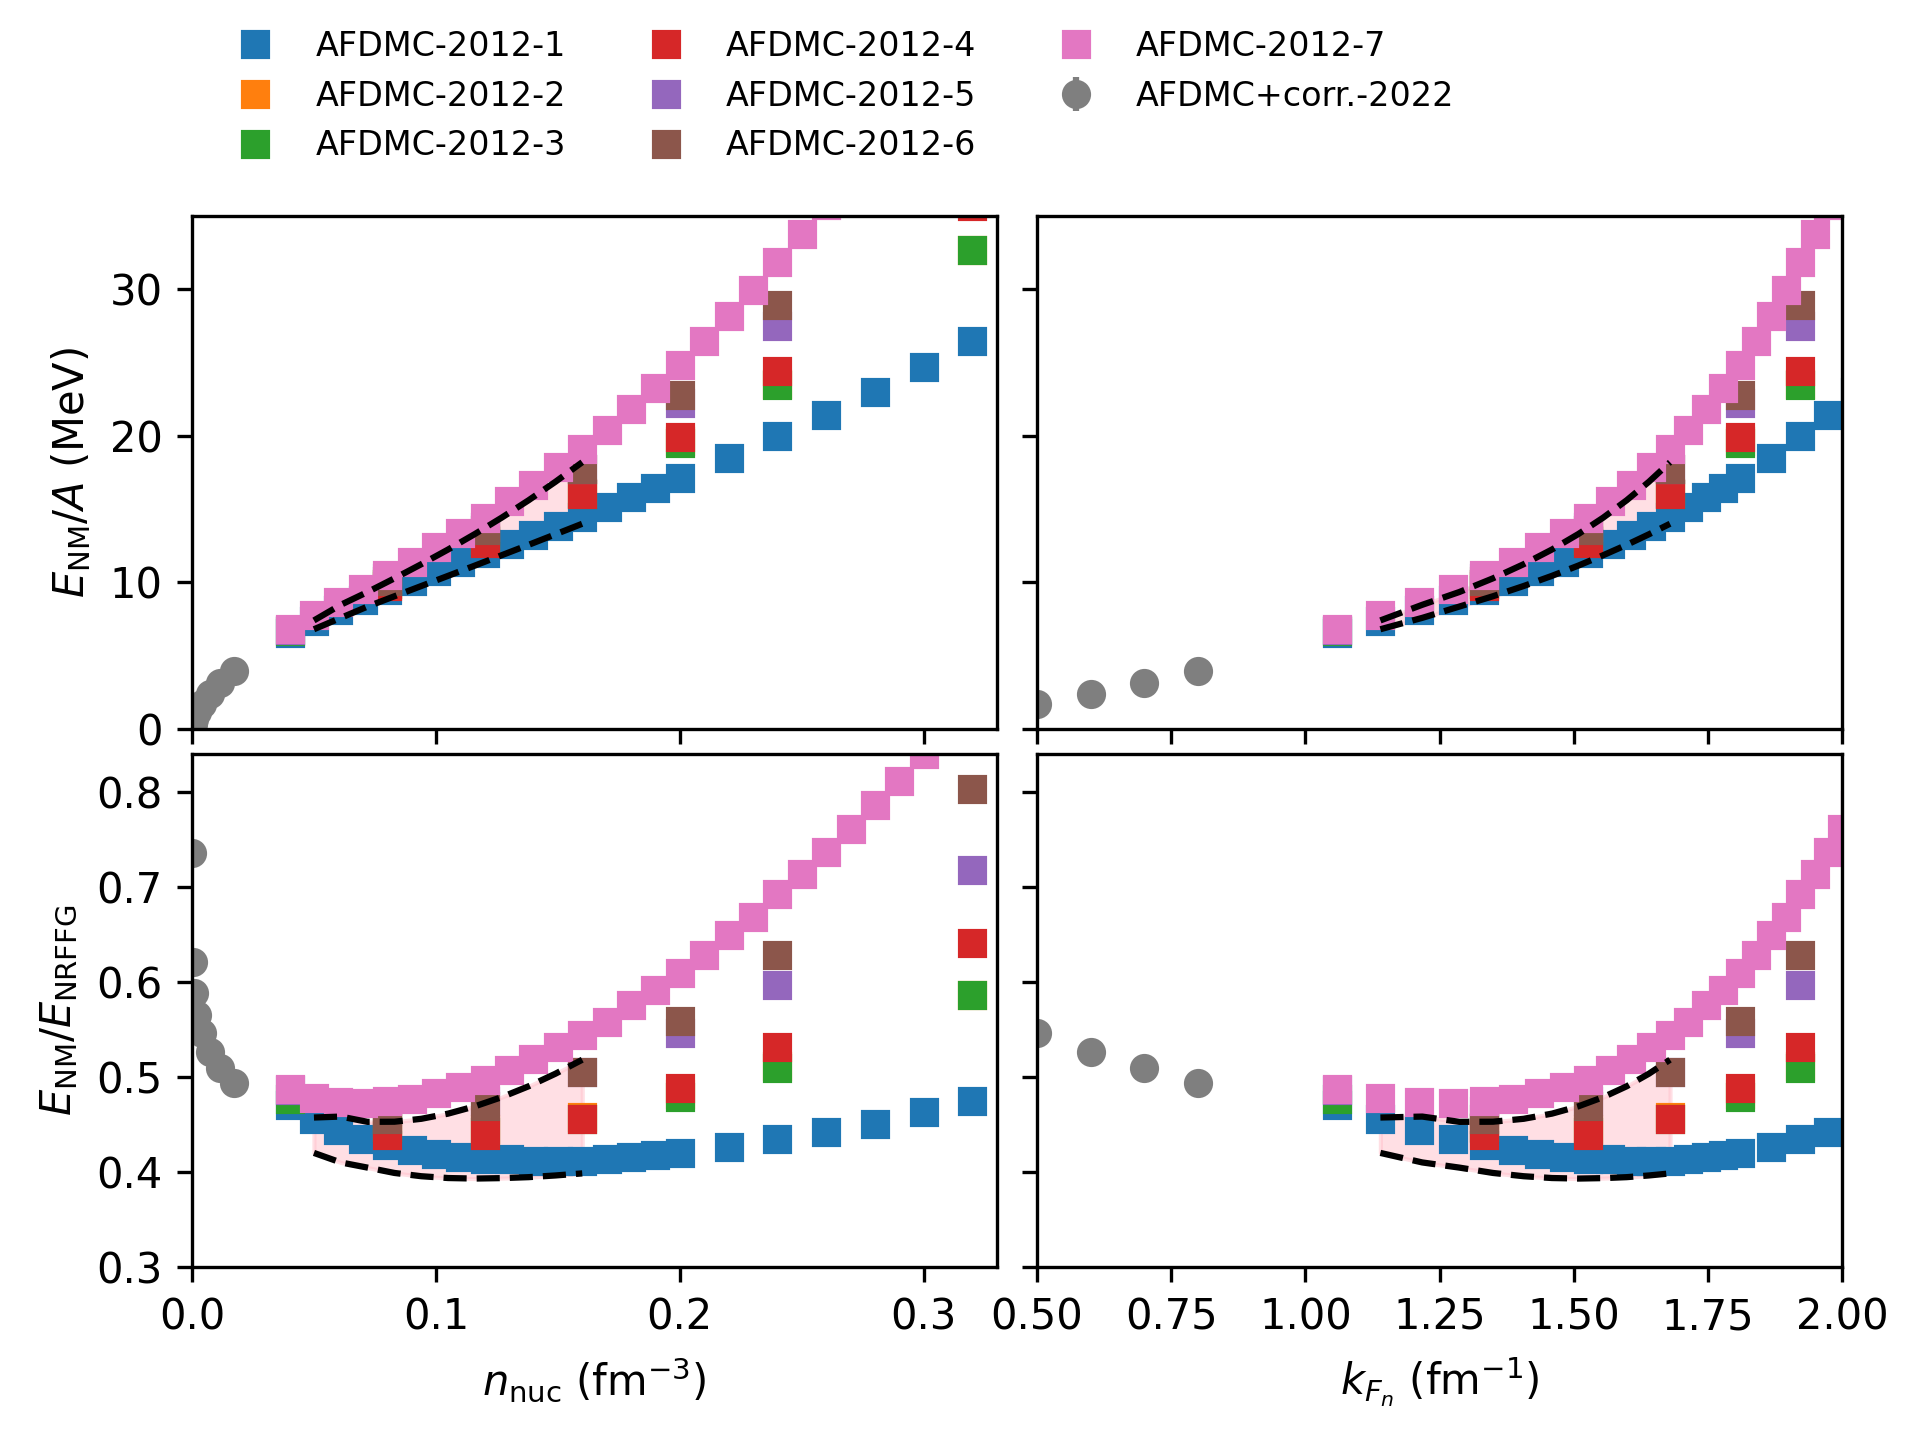 AFDMC-2012-1 AFDMC-2012-4 AFDMC-2012-7
AFDMC-2012-2 AFDMC-2012-5 AFDMC+corr.-2022
AFDMC-2012-3 AFDMC-2012-6
E_NM/A (MeV)
30
20
10
0
E_NM/E_NRFFG
0.8
0.7
0.6
0.5
0.4
0.3
0.0 0.1 0.2 0.3 0.50 0.75 1.00 1.25 1.50 1.75 2.00
n_nuc (fm⁻³) k_{F_n} (fm⁻¹)